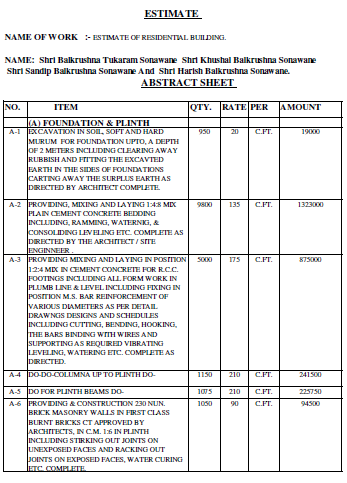 ESTIMATE
NAME OF WORK :- ESTIMATE OF RESIDENTIAL BUILDING.
NAME: Shri Balkrushna Tukaram Sonawane Shri Khushal Balkrushna Sonawane
Shri Sandip Balkrushna Sonawane And Shri Harish Balkrushna Sonawane.
ABSTRACT SHEET
NO. ITEM QTY. RATE PER AMOUNT
(A) FOUNDATION & PLINTH
A-1 EXCAVATION IN SOIL, SOFT AND HARD 950 20 C.FT. 19000
MURUM FOR FOUNDATION UPTO, A DEPTH
OF 2 METERS INCLUDING CLEARING AWAY
RUBBISH AND FITTING THE EXCAVTED
EARTH IN THE SIDES OF FOUNDATIONS
CARTING AWAY THE SURPLUS EARTH AS
DIRECTED BY ARCHITECT COMPLETE.
A-2 PROVIDING, MIXING AND LAYING 1:4:8 MIX 9800 135 C.FT. 1323000
PLAIN CEMENT CONCRETE BEDDING
INCLUDING, RAMMING, WATERNIG, &
CONSOLIDING LEVELING ETC. COMPLETE AS
DIRECTED BY THE ARCHITECT / SITE
ENGINNEER .
A-3 PROVIDING MIXING AND LAYING IN POSITION 5000 175 C.FT. 875000
1:2:4 MIX IN CEMENT CONCRETE FOR R.C.C.
FOOTINGS INCLUDING ALL FORM WORK IN
PLUMB LINE & LEVEL INCLUDING FIXING IN
POSITION M.S. BAR REINFORCEMENT OF
VARIOUS DIAMETERS AS PER DETAIL
DRAWNGS DESIGNS AND SCHEDULES
INCLUDING CUTTING, BENDING, HOOKING,
THE BARS BINDING WITH WIRES AND
SUPPORTING AS REQUIRED VIBRATING
LEVELING, WATERING ETC. COMPLETE AS
DIRECTED.
A-4 DO-DO-COLUMNA UP TO PLINTH DO- 1150 210 C.FT. 241500
A-5 DO FOR PLINTH BEAMS DO- 1075 210 C.FT. 225750
A-6 PROVIDING & CONSTRUCTION 230 NUN. 1050 90 C.FT. 94500
BRICK MASONRY WALLS IN FIRST CLASS
BURNT BRICKS CT APPROVED BY
ARCHITECTS, IN C.M. 1:6 IN PLINTH
INCLUDING STIRKING OUT JOINTS ON
UNEXPOSED FACES AND RACKING OUT
JOINTS ON EXPOSED FACES, WATER CURING
ETC. COMPLETE.